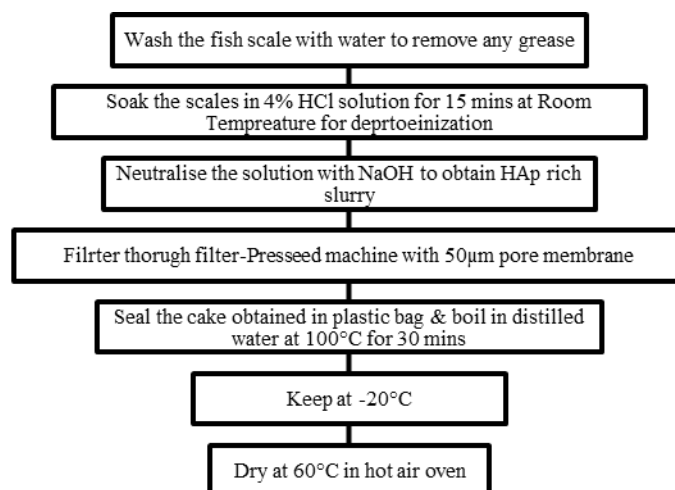 Wash the fish scale with water to remove any grease
Soak the scales in 4% HCl solution for 15 mins at Room
Tempreature for deprtoeinization
Neutralise the solution with NaOH to obtain HAp rich
slurry
Filrter thorugh filter-Presseed machine with 50µm pore membrane
Seal the cake obtained in plastic bag & boil in distilled
water at 100°C for 30 mins
Keep at -20°C
Dry at 60°C in hot air oven